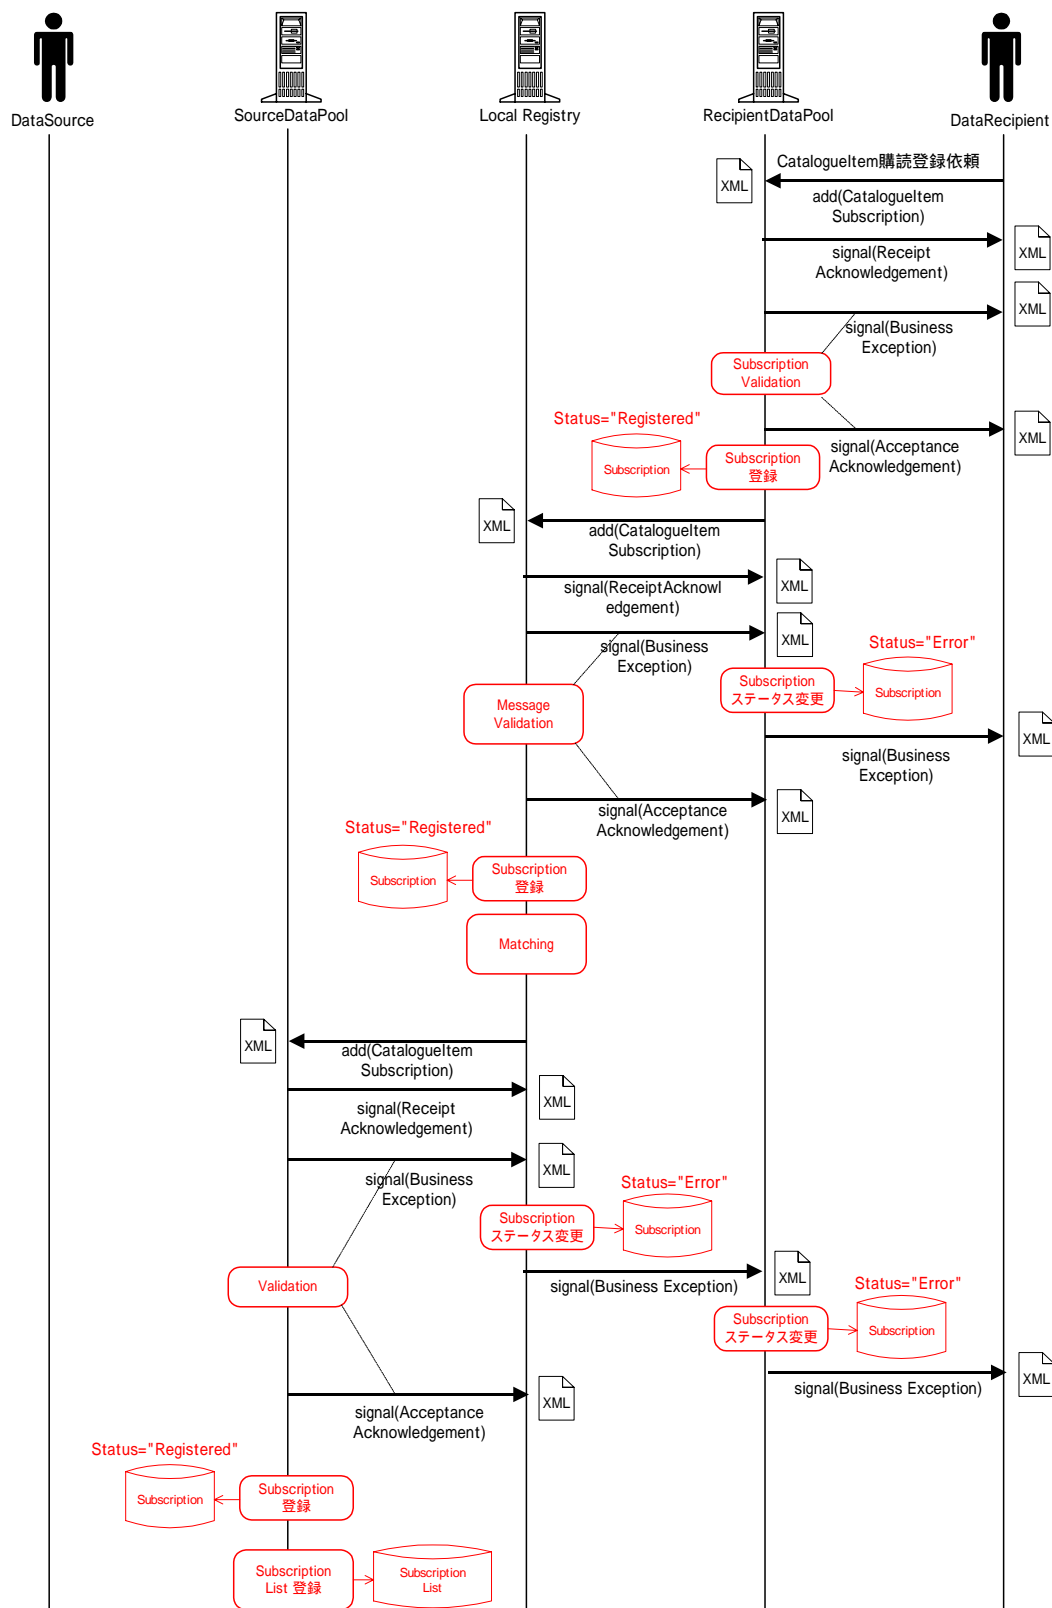 DataSource
SourceDataPool
Local Registry
RecipientDataPool
DataRecipient
CatalogueItem購読登録依頼
XML
add(CatalogueItem
Subscription)
XML
signal(Receipt
Acknowledgement)
XML
signal(Business
Exception)
Subscription
Validation
Status="Registered"
XML
signal(Acceptance
Acknowledgement)
Subscription
Subscription
登録
XML
add(CatalogueItem
Subscription)
XML
signal(ReceiptAcknowl
edgement)
XML
signal(Business
Exception)
Status="Error"
Subscription
ステータス変更
Subscription
Message
Validation
XML
signal(Business
Exception)
XML
signal(Acceptance
Acknowledgement)
Status="Registered"
Subscription
Subscription
登録
Matching
XML
add(CatalogueItem
Subscription)
XML
signal(Receipt
Acknowledgement)
XML
signal(Business
Exception)
Status="Error"
Subscription
ステータス変更
Subscription
XML
signal(Business Exception)
Validation
Status="Error"
Subscription
ステータス変更
Subscription
XML
signal(Business Exception)
XML
signal(Acceptance
Acknowledgement)
Status="Registered"
Subscription
Subscription
登録
Subscription
List 登録
Subscription
List